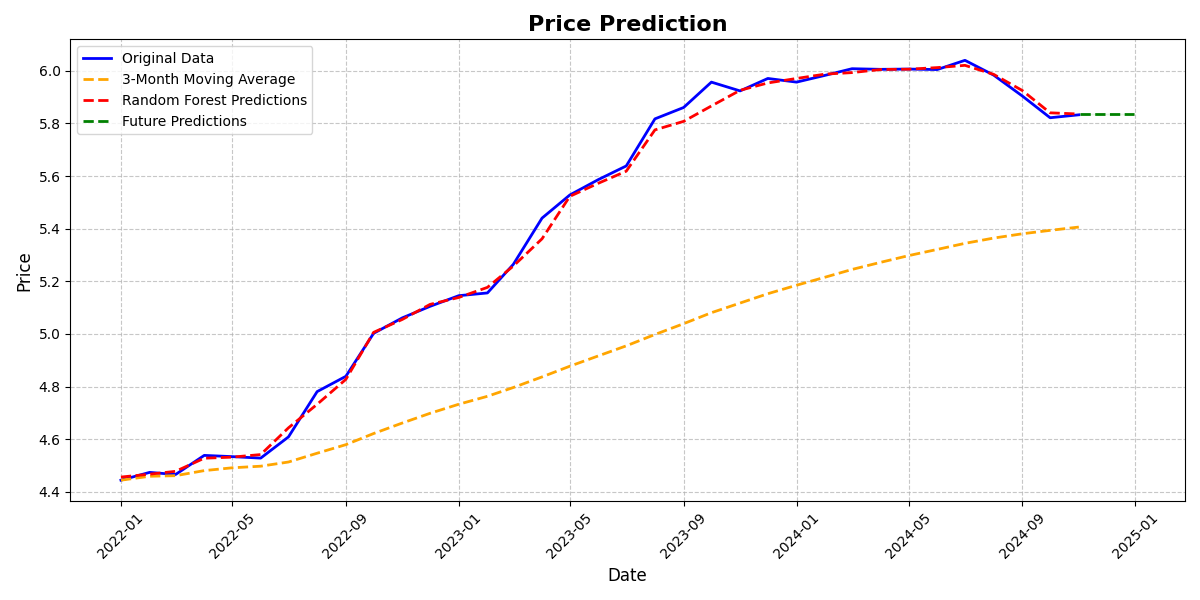 Price Prediction
Original Data
3-Month Moving Average
Random Forest Predictions
Future Predictions
Price
6.0
5.8
5.6
5.4
5.2
5.0
4.8
4.6
4.4
2022-01
2022-05
2022-09
2023-01
2023-05
2023-09
2024-01
2024-05
2024-09
2025-01
Date